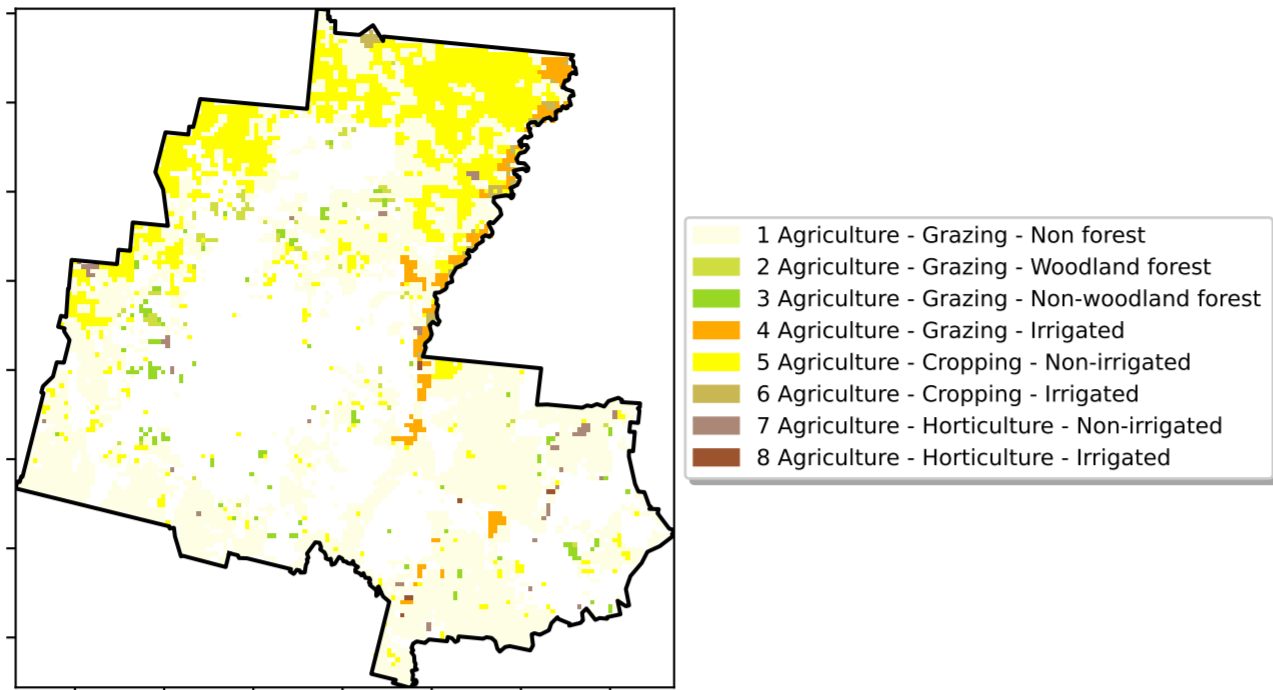 1 Agriculture - Grazing - Non forest
2 Agriculture - Grazing - Woodland forest
3 Agriculture - Grazing - Non-woodland forest
4 Agriculture - Grazing - Irrigated
5 Agriculture - Cropping - Non-irrigated
6 Agriculture - Cropping - Irrigated
7 Agriculture - Horticulture - Non-irrigated
8 Agriculture - Horticulture - Irrigated